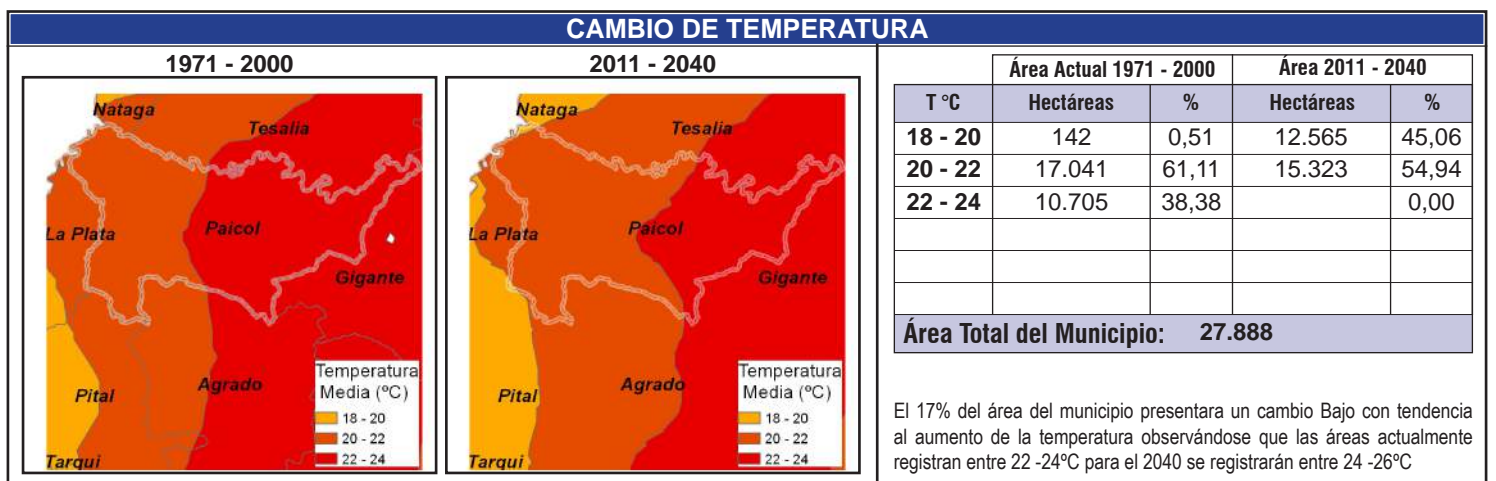 CAMBIO DE TEMPERATURA
1971 - 2000
Nataga
Tesalia
La Plata
Paicol
Gigante
Pital
Agrado
Tarqui
Temperatura
Media (ºC)
18 - 20
20 - 22
22 - 24
2011 - 2040
Nataga
Tesalia
La Plata
Paicol
Gigante
Pital
Agrado
Tarqui
Temperatura
Media (ºC)
18 - 20
20 - 22
22 - 24
Área Actual 1971 - 2000 Área 2011 - 2040
T °C Hectáreas % Hectáreas %
18 - 20 142 0,51 12.565 45,06
20 - 22 17.041 61,11 15.323 54,94
22 - 24 10.705 38,38 0,00
Área Total del Municipio: 27.888
El 17% del área del municipio presentara un cambio Bajo con tendencia
al aumento de la temperatura observándose que las áreas actualmente
registran entre 22 -24ºC para el 2040 se registrarán entre 24 -26ºC